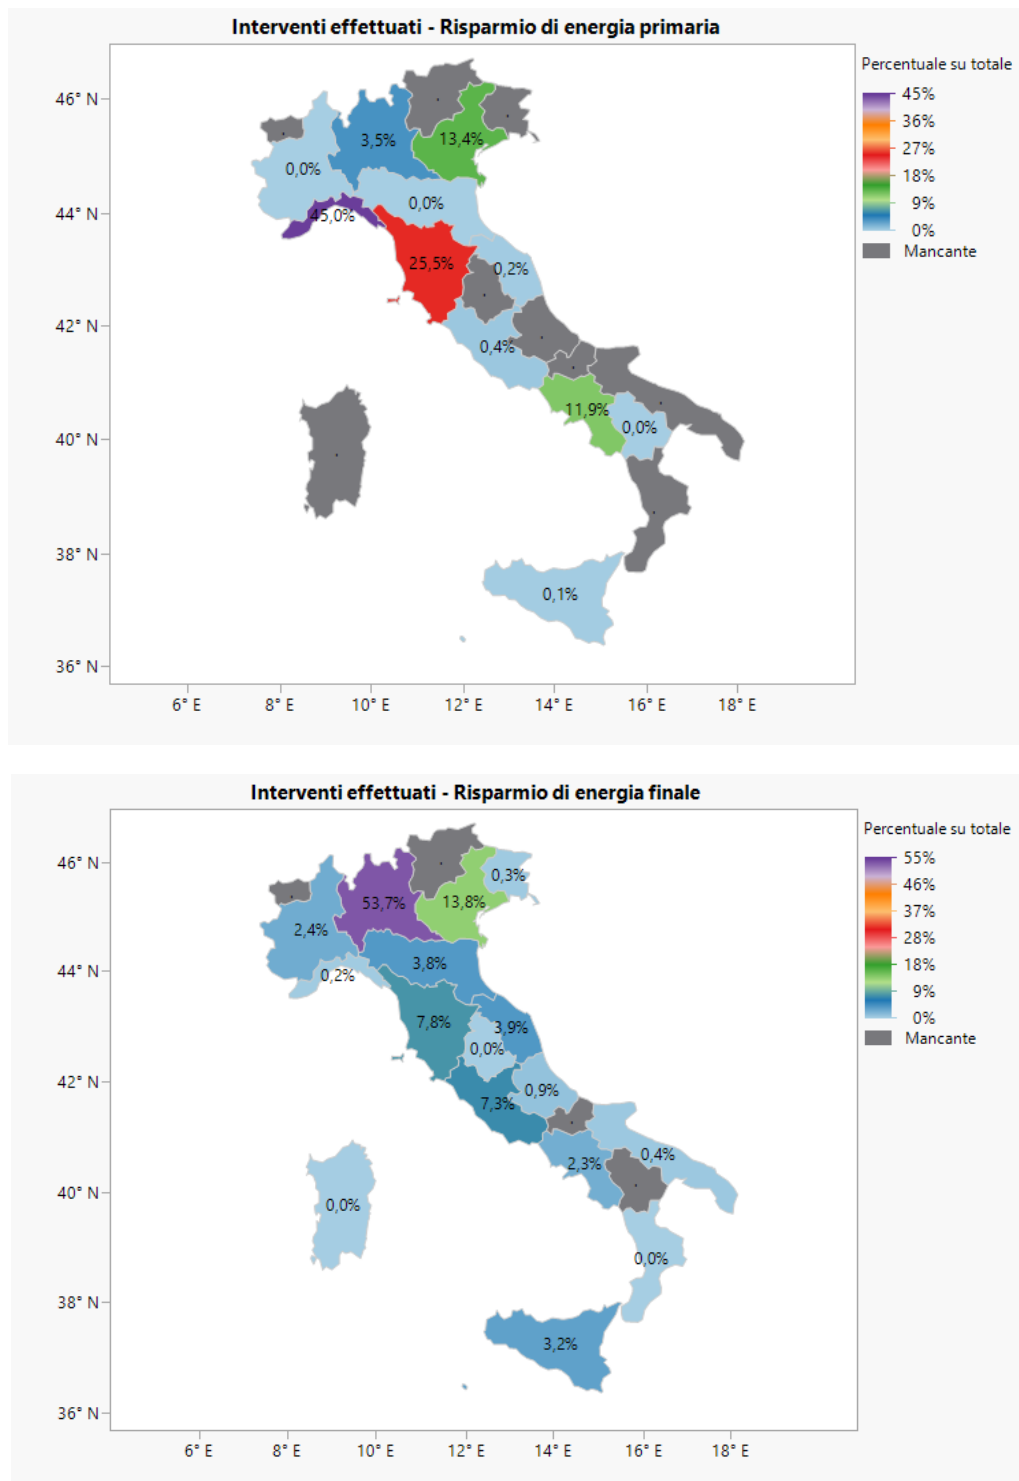 Interventi effettuati - Risparmio di energia primaria
Percentuale su totale
45%
36%
27%
18%
9%
0%
Mancante
46° N
44° N
42° N
40° N
38° N
36° N
3,5%
13,4%
0,0%
0,0%
45,0%
25,5%
0,2%
0,4%
11,9%
0,0%
0,1%
6° E
8° E
10° E
12° E
14° E
16° E
18° E
Interventi effettuati - Risparmio di energia finale
Percentuale su totale
55%
46%
37%
28%
18%
9%
0%
Mancante
46° N
44° N
42° N
40° N
38° N
36° N
0,3%
53,7%
13,8%
2,4%
3,8%
0,2%
7,8%
3,9%
0,0%
0,9%
7,3%
2,3%
0,4%
0,0%
0,0%
3,2%
6° E
8° E
10° E
12° E
14° E
16° E
18° E